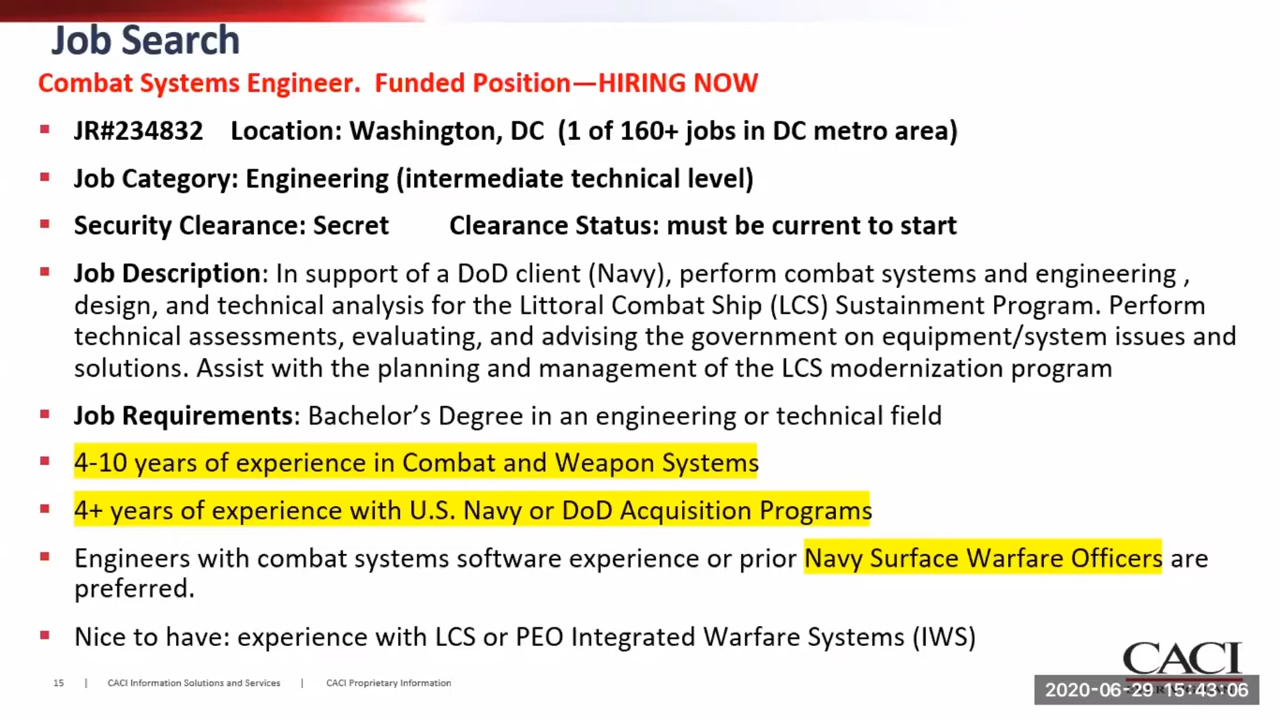 Job Search
Combat Systems Engineer. Funded Position—HIRING NOW
JR#234832 Location: Washington, DC (1 of 160+ jobs in DC metro area)
Job Category: Engineering (intermediate technical level)
Security Clearance: Secret Clearance Status: must be current to start
Job Description: In support of a DoD client (Navy), perform combat systems and engineering ,
design, and technical analysis for the Littoral Combat Ship (LCS) Sustainment Program. Perform
technical assessments, evaluating, and advising the government on equipment/system issues and
solutions. Assist with the planning and management of the LCS modernization program
Job Requirements: Bachelor’s Degree in an engineering or technical field
4-10 years of experience in Combat and Weapon Systems
4+ years of experience with U.S. Navy or DoD Acquisition Programs
Engineers with combat systems software experience or prior Navy Surface Warfare Officers are
preferred.
Nice to have: experience with LCS or PEO Integrated Warfare Systems (IWS)
CACI
15 | CACI Information Solutions and Services | CACI Proprietary Information
2020-06-29 15:43:06